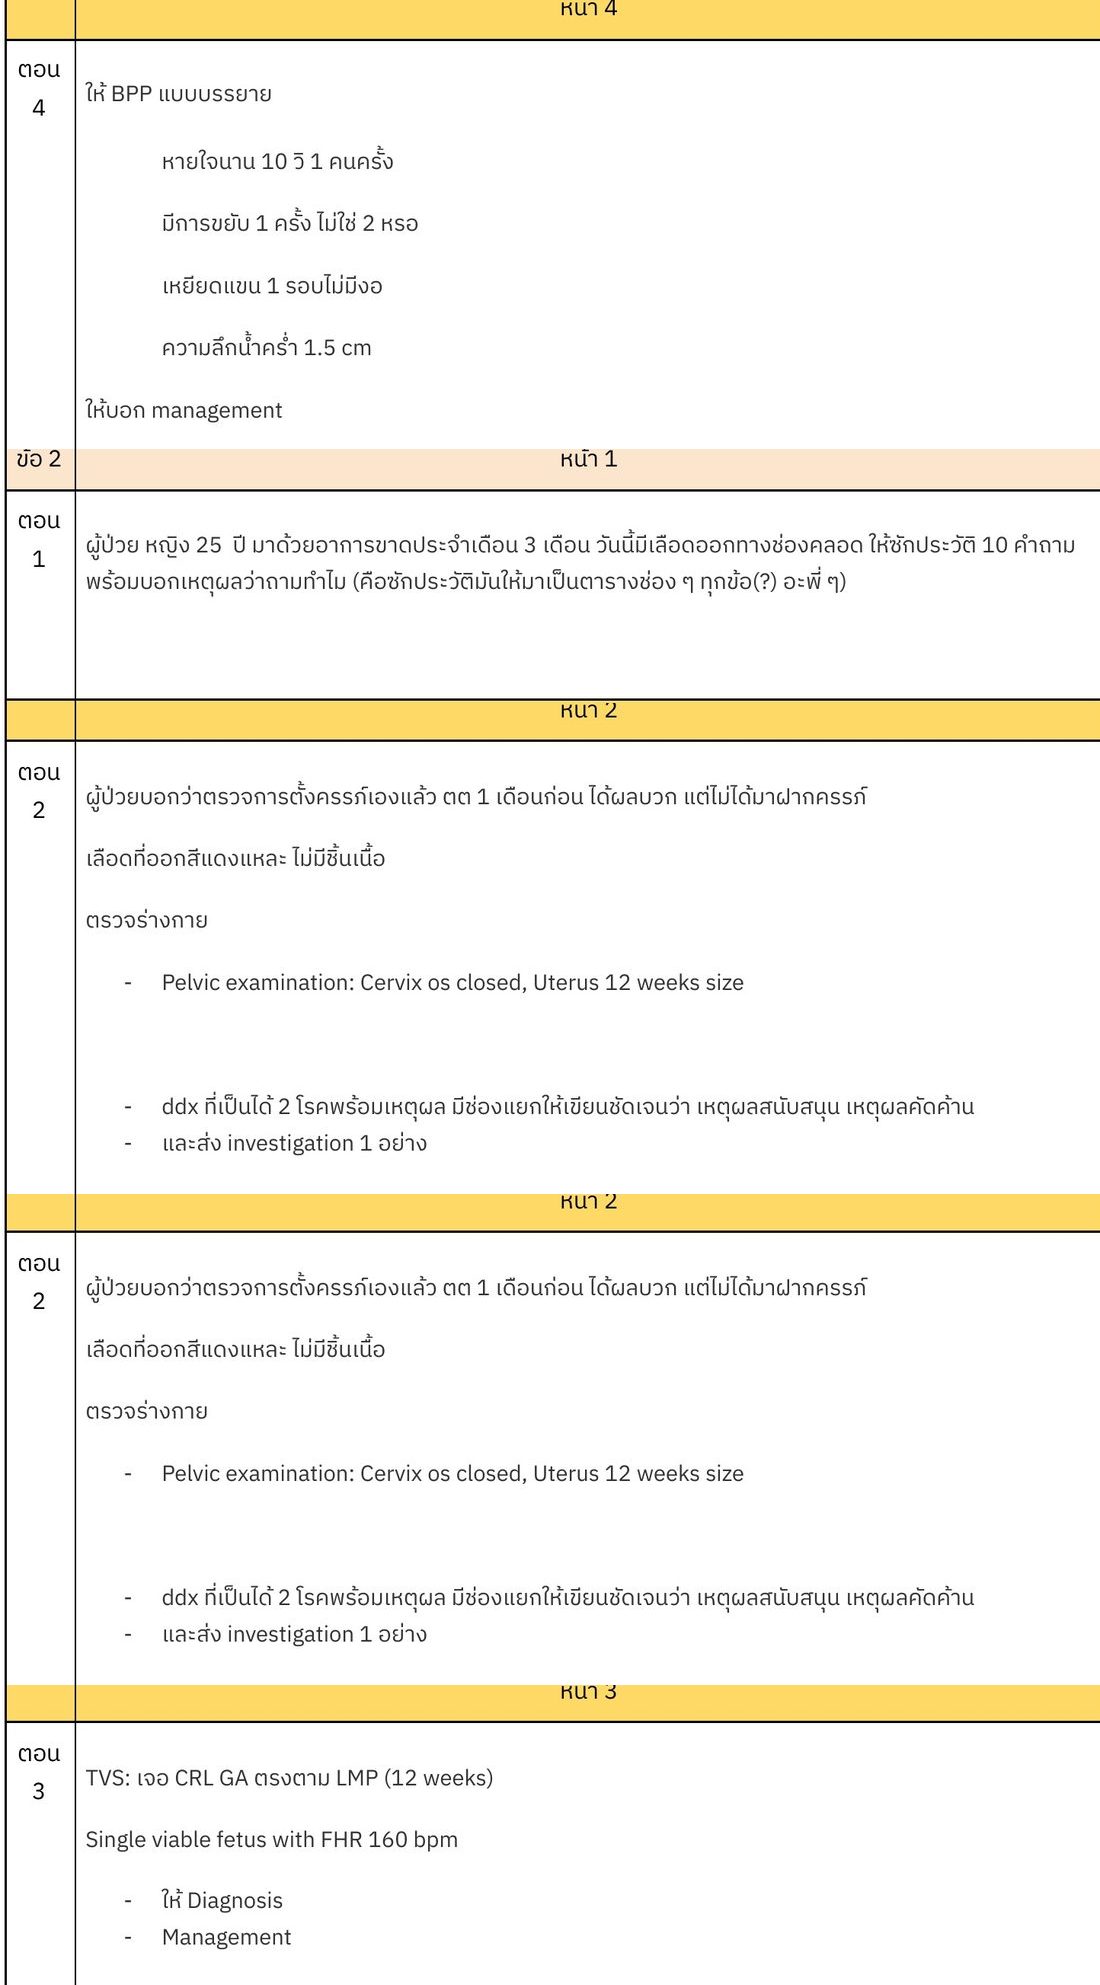 หน้า 4
ตอน
4
ให้ BPP แบบบรรยาย
หายใจนาน 10 วิ 1 คนครั้ง
มีการขยับ 1 ครั้ง ไม่ใช่ 2 หรอ
เหยียดแขน 1 รอบไม่มีงอ
ความลึกน้ำคร่ำ 1.5 cm
ให้บอก management
ข้อ 2
หน้า 1
ตอน
1
ผู้ป่วย หญิง 25 ปี มาด้วยอาการขาดประจำเดือน 3 เดือน วันนี้มีเลือดออกทางช่องคลอด ให้ซักประวัติ 10 คำถาม
พร้อมบอกเหตุผลว่าถามทำไม (คือซักประวัติมันให้มาเป็นตารางช่อง ๆ ทุกข้อ(?) อะพี่ ๆ)
หน้า 2
ตอน
2
ผู้ป่วยบอกว่าตรวจการตั้งครรภ์เองแล้ว ตต 1 เดือนก่อน ได้ผลบวก แต่ไม่ได้มาฝากครรภ์
เลือดที่ออกสีแดงแหละ ไม่มีชิ้นเนื้อ
ตรวจร่างกาย
- Pelvic examination: Cervix os closed, Uterus 12 weeks size
- ddx ที่เป็นได้ 2 โรคพร้อมเหตุผล มีช่องแยกให้เขียนชัดเจนว่า เหตุผลสนับสนุน เหตุผลคัดค้าน
- และส่ง investigation 1 อย่าง
หน้า 2
ตอน
2
ผู้ป่วยบอกว่าตรวจการตั้งครรภ์เองแล้ว ตต 1 เดือนก่อน ได้ผลบวก แต่ไม่ได้มาฝากครรภ์
เลือดที่ออกสีแดงแหละ ไม่มีชิ้นเนื้อ
ตรวจร่างกาย
- Pelvic examination: Cervix os closed, Uterus 12 weeks size
- ddx ที่เป็นได้ 2 โรคพร้อมเหตุผล มีช่องแยกให้เขียนชัดเจนว่า เหตุผลสนับสนุน เหตุผลคัดค้าน
- และส่ง investigation 1 อย่าง
หน้า 3
ตอน
3
TVS: เจอ CRL GA ตรงตาม LMP (12 weeks)
Single viable fetus with FHR 160 bpm
- ให้ Diagnosis
- Management